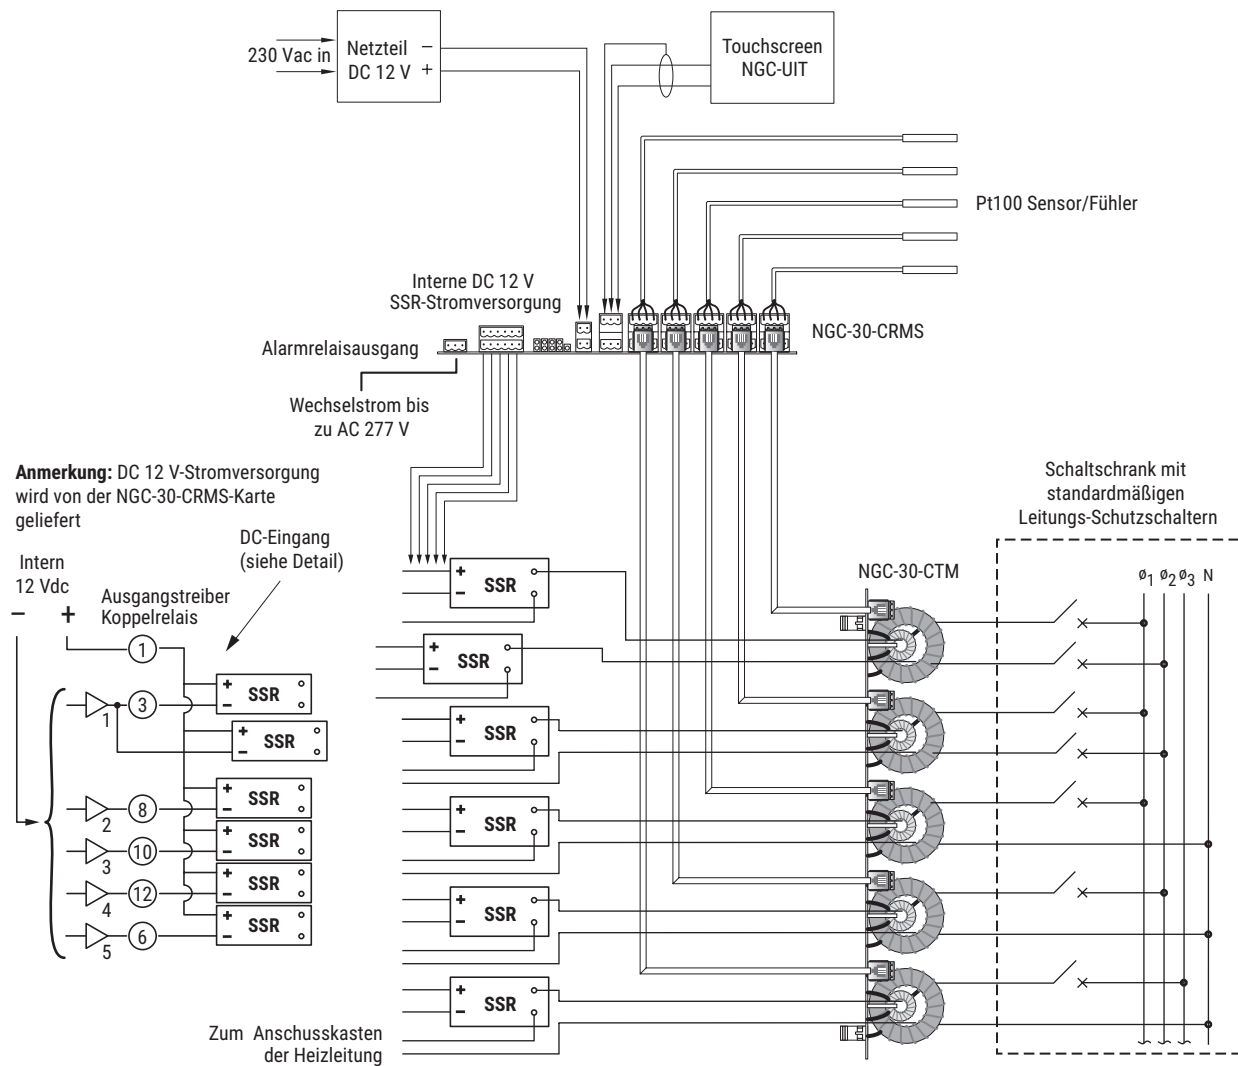 230 Vac in
Netzteil −
DC 12 V +
Touchscreen
NGC-UIT
Pt100 Sensor/Fühler
Interne DC 12 V
SSR-Stromversorgung
NGC-30-CRMS
Alarmrelaisausgang
Wechselstrom bis
zu AC 277 V
Anmerkung: DC 12 V-Stromversorgung
wird von der NGC-30-CRMS-Karte
geliefert
DC-Eingang
(siehe Detail)
Intern
12 Vdc
− +
Ausgangstreiber
Koppelrelais
1
1
3
+
− SSR
+
− SSR
2
8
+
− SSR
3
10
+
− SSR
4
12
+
− SSR
5
6
+
− SSR
+
− SSR
+
− SSR
+
− SSR
+
− SSR
+
− SSR
+
− SSR
Zum Anschusskasten
der Heizleitung
NGC-30-CTM
Schaltschrank mit
standardmäßigen
Leitungs-Schutzschaltern
ø1 ø2 ø3 N